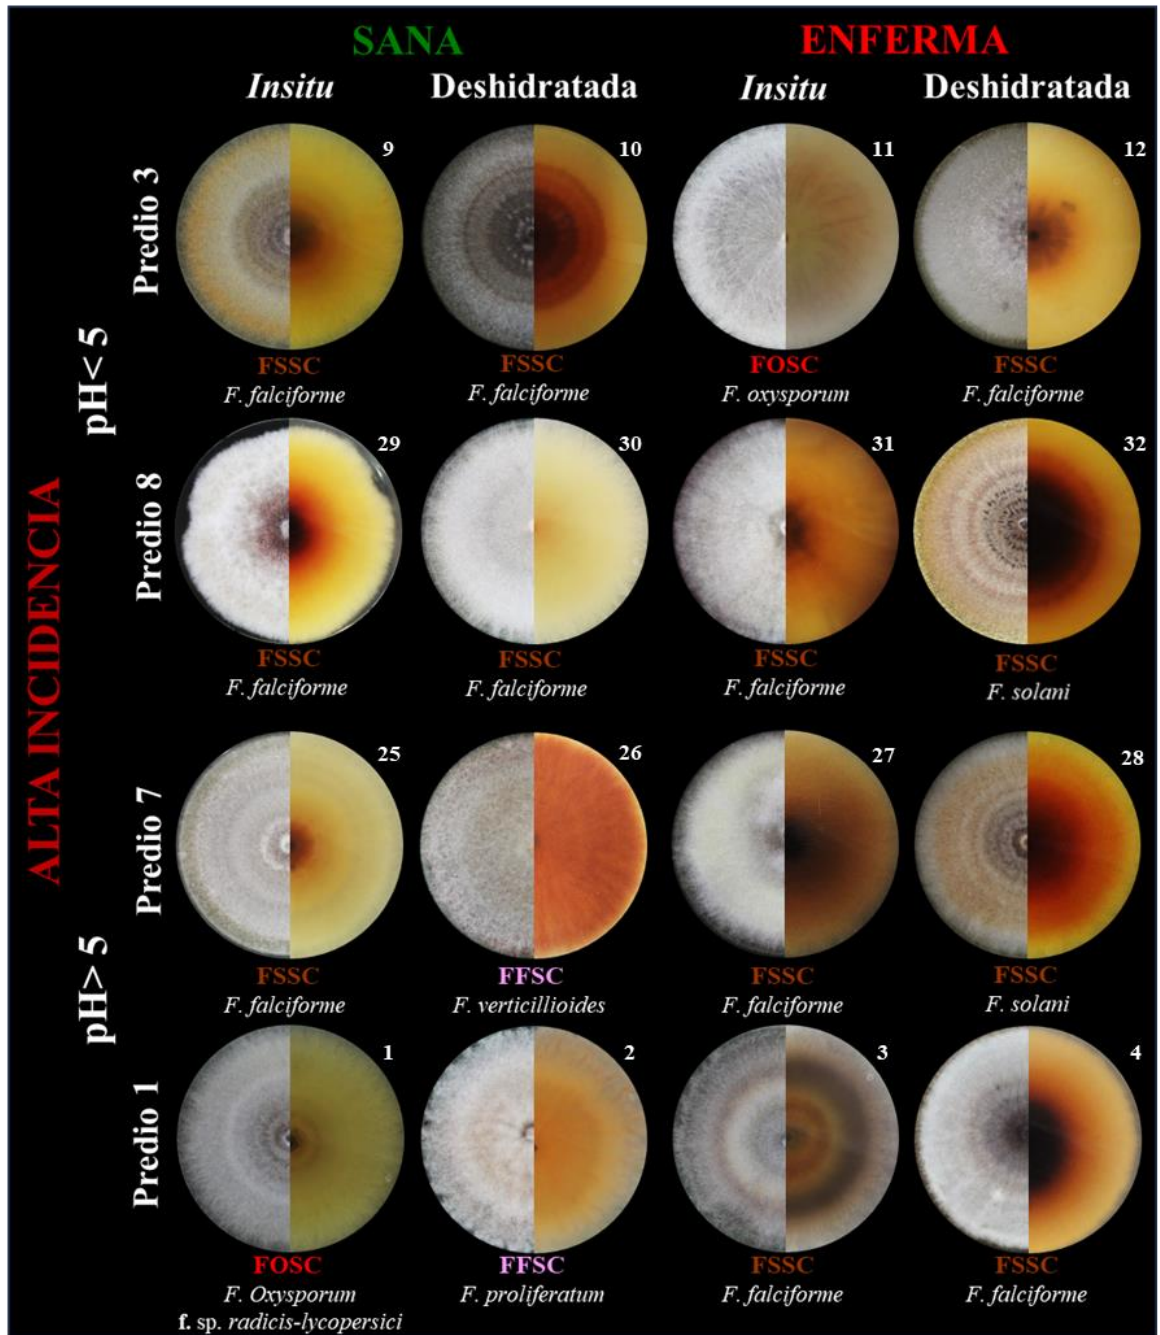 SANA
ENFERMA
Insitu
Deshidratada
Insitu
Deshidratada
ALTA INCIDENCIA
pH< 5
Predio 3
9
10
11
12
FSSC
FSSC
FOSC
FSSC
F. falciforme
F. falciforme
F. oxysporum
F. falciforme
Predio 8
29
30
31
32
FSSC
FSSC
FSSC
FSSC
F. falciforme
F. falciforme
F. falciforme
F. solani
pH> 5
Predio 7
25
26
27
28
FSSC
FFSC
FSSC
FSSC
F. falciforme
F. verticillioides
F. falciforme
F. solani
Predio 1
1
2
3
4
FOSC
FFSC
FSSC
FSSC
F. Oxysporum
f. sp. radicis-lycopersici
F. proliferatum
F. falciforme
F. falciforme